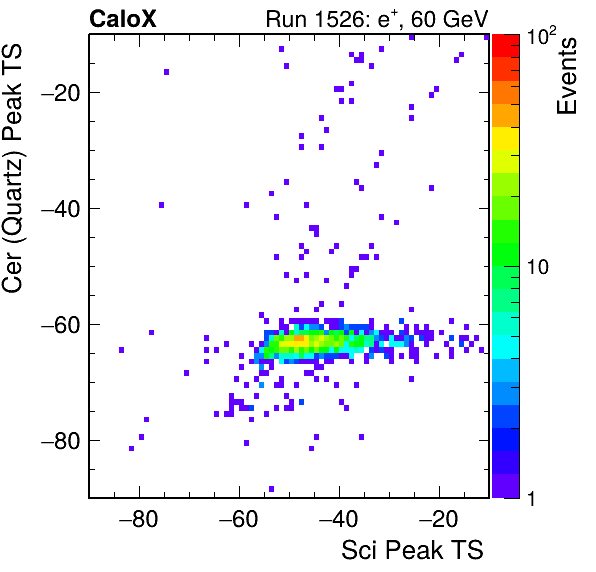 CaloX Run 1526: e⁺, 60 GeV
Cer (Quartz) Peak TS
−20
−40
−60
−80
−80 −60 −40 −20
Sci Peak TS
10²
10
1
Events